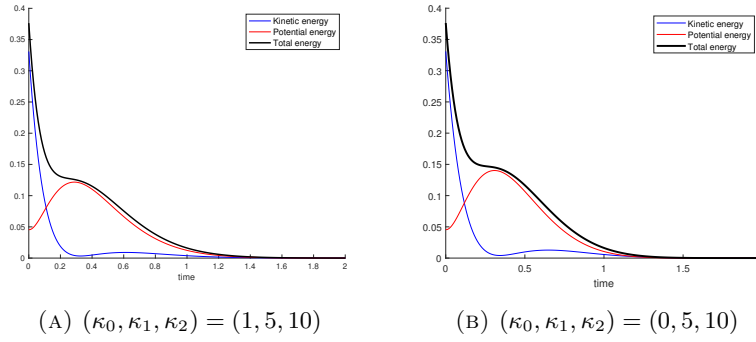 0.4
0.35
0.3
0.25
0.2
0.15
0.1
0.05
0
0 0.2 0.4 0.6 0.8 1 1.2 1.4 1.6 1.8 2
time
Kinetic energy
Potential energy
Total energy
(A) (κ₀, κ₁, κ₂) = (1, 5, 10)
0.4
0.35
0.3
0.25
0.2
0.15
0.1
0.05
0
0 0.5 1 1.5
time
Kinetic energy
Potential energy
Total energy
(B) (κ₀, κ₁, κ₂) = (0, 5, 10)